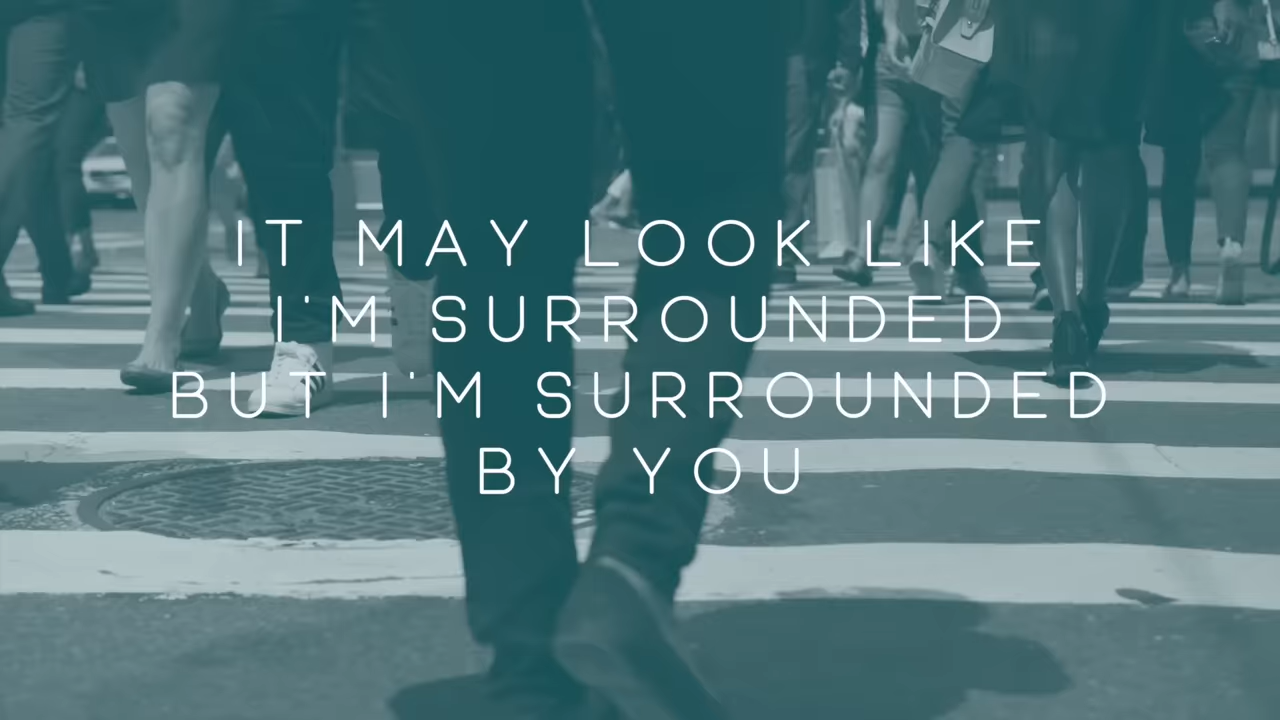 IT MAY LOOK LIKE
I'M SURROUNDED
BUT I'M SURROUNDED
BY YOU